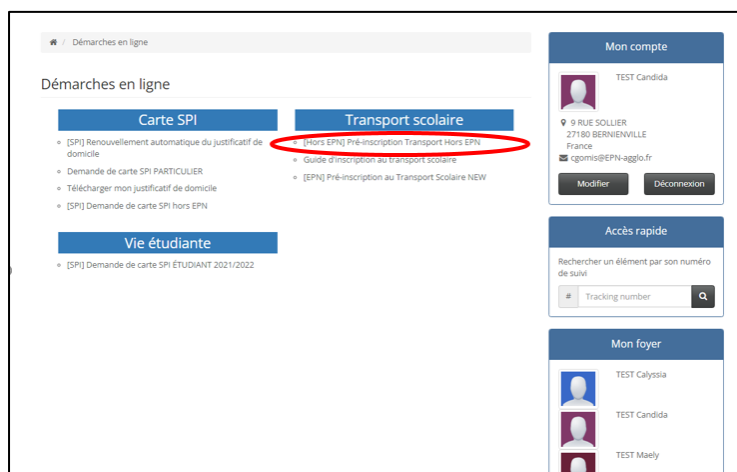 / Démarches en ligne
Démarches en ligne
Carte SPI
[SPI] Renouvellement automatique du justificatif de
domicile
Demande de carte SPI PARTICULIER
Télécharger mon justificatif de domicile
[SPI] Demande de carte SPI hors EPN
Transport scolaire
[Hors EPN] Pré-inscription Transport Hors EPN
Guide d'inscription au transport scolaire
[EPN] Pré-inscription au Transport Scolaire NEW
Vie étudiante
[SPI] Demande de carte SPI ÉTUDIANT 2021/2022
Mon compte
TEST Candida
9 RUE SOLLIER
27180 BERNIENVILLE
France
cgomis@EPN-agglo.fr
Modifier Déconnexion
Accès rapide
Rechercher un élément par son numéro
de suivi
# Tracking number
Mon foyer
TEST Calyssia
TEST Candida
TEST Maely